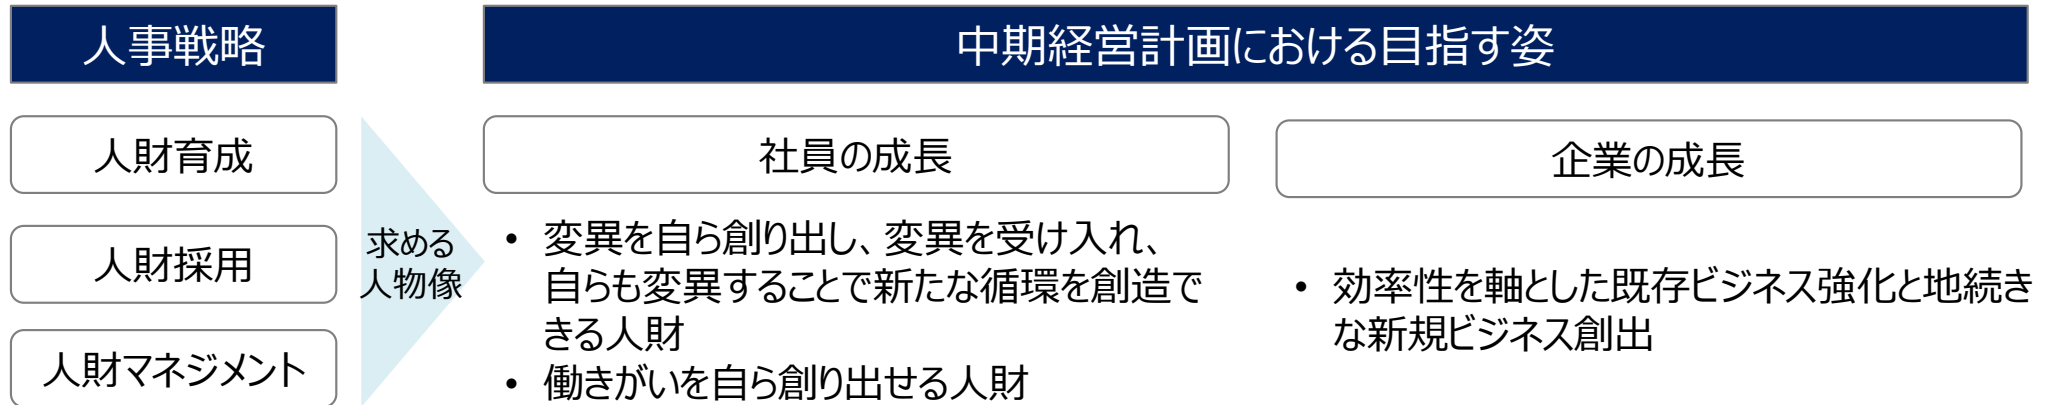 人事戦略
中期経営計画における目指す姿
人財育成
人財採用
人財マネジメント
求める
人物像
社員の成長
• 変異を自ら創り出し、変異を受け入れ、
自らも変異することで新たな循環を創造で
きる人財
• 働きがいを自ら創り出せる人財
企業の成長
• 効率性を軸とした既存ビジネス強化と地続き
な新規ビジネス創出